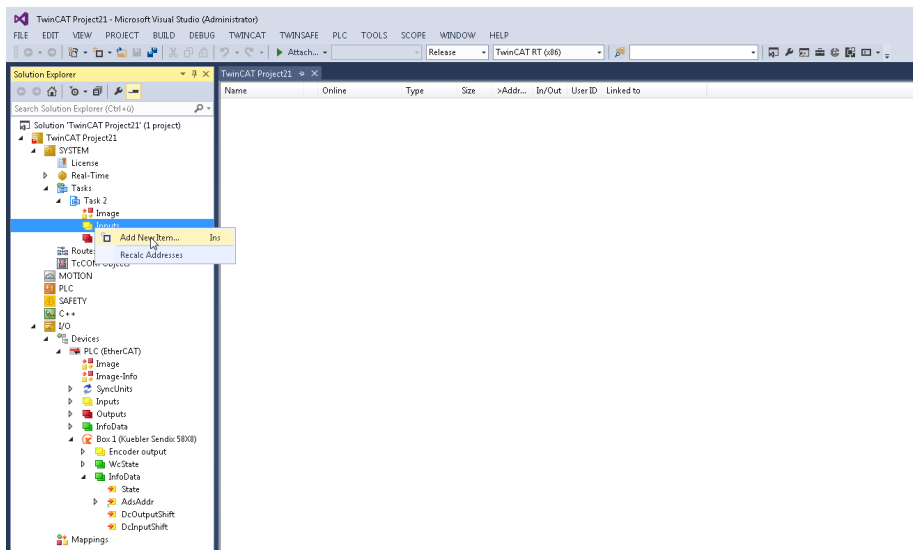 TwinCAT Project21 - Microsoft Visual Studio (Administrator)
FILE EDIT VIEW PROJECT BUILD DEBUG TWINCAT TWINSAFE PLC TOOLS SCOPE WINDOW HELP
Attach... Release TwinCAT RT (x86)
Solution Explorer
TwinCAT Project21
Name Online Type Size >Addr... In/Out User ID Linked to
Search Solution Explorer (Ctrl+ü)
Solution 'TwinCAT Project21' (1 project)
TwinCAT Project21
SYSTEM
License
Real-Time
Tasks
Task 2
Image
Inputs
Add New Item... Ins
Recalc Addresses
MOTION
PLC
SAFETY
C++
I/O
Devices
PLC (EtherCAT)
Image
Image-Info
SyncUnits
Inputs
Outputs
InfoData
Box 1 (Kuebler Sendix 58X8)
Encoder output
WcState
InfoData
State
AdsAddr
DcOutputShift
DcInputShift
Mappings